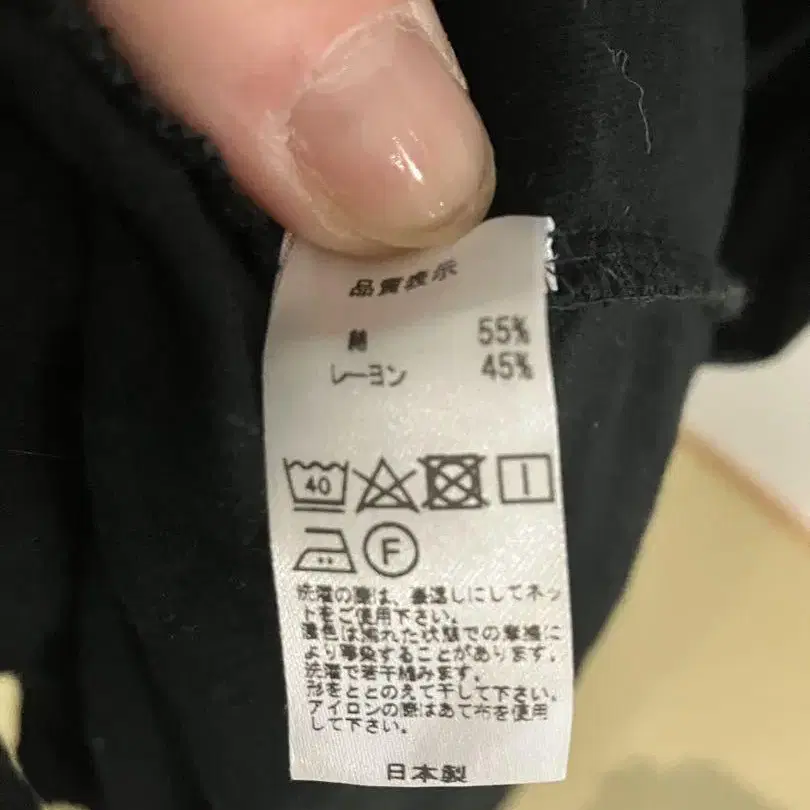 品質表示
綿 55%
レーヨン 45%
40
F
洗濯の際は、裏返しにしてネッ
トをご使用下さい。
濃色は濡れた状態での摩擦に
より移染することがあります。
洗濯で若干縮みます。
形をととのえて干して下さい。
アイロンの際はあて布を使用
して下さい。
日本製